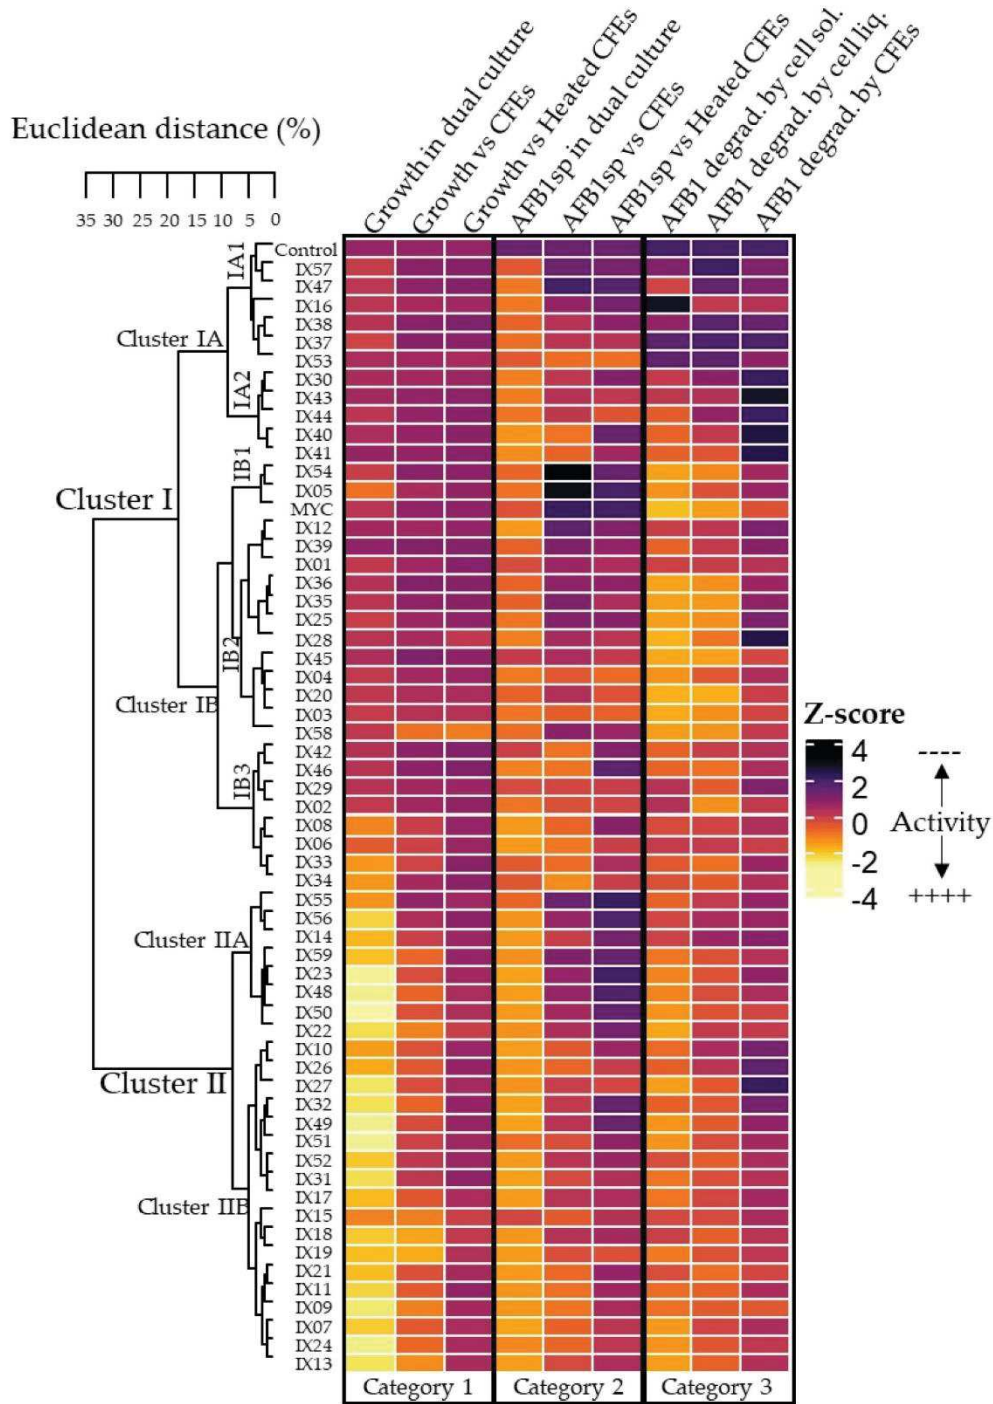 Euclidean distance (%)
35 30 25 20 15 10 5 0
Growth in dual culture
Growth vs CFEs
Growth vs Heated CFEs
AFB1sp in dual culture
AFB1sp vs CFEs
AFB1sp vs Heated CFEs
AFB1 degrad. by cell sol.
AFB1 degrad. by cell liq.
AFB1 degrad. by CFEs
Control
IX57
IX47
IX16
IX38
IX37
IX53
IX30
IX43
IX44
IX40
IX41
IX54
IX05
MYC
IX12
IX39
IX01
IX36
IX35
IX25
IX28
IX45
IX04
IX20
IX03
IX58
IX42
IX46
IX29
IX02
IX08
IX06
IX33
IX34
IX55
IX56
IX14
IX59
IX23
IX48
IX50
IX22
IX10
IX26
IX27
IX32
IX49
IX51
IX52
IX31
IX17
IX15
IX18
IX19
IX21
IX11
IX09
IX07
IX24
IX13
IA1
Cluster IA
IA2
IB1
Cluster I
IB2
Cluster IB
IB3
Cluster IIA
Cluster II
Cluster IIB
Category 1
Category 2
Category 3
Z-score
4
2
0
-2
-4
----
Activity
++++